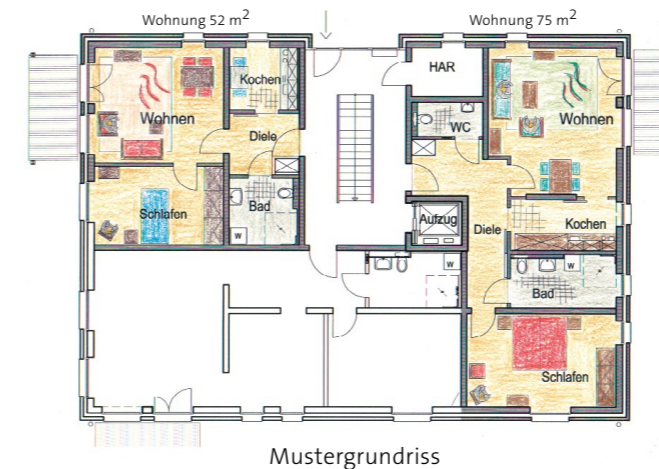 Wohnung 52 m²
Wohnung 75 m²
Kochen
HAR
Wohnen
Wohnen
WC
Diele
Schlafen
Bad
Aufzug
Diele
Kochen
W
W
W
Bad
Schlafen
Mustergrundriss